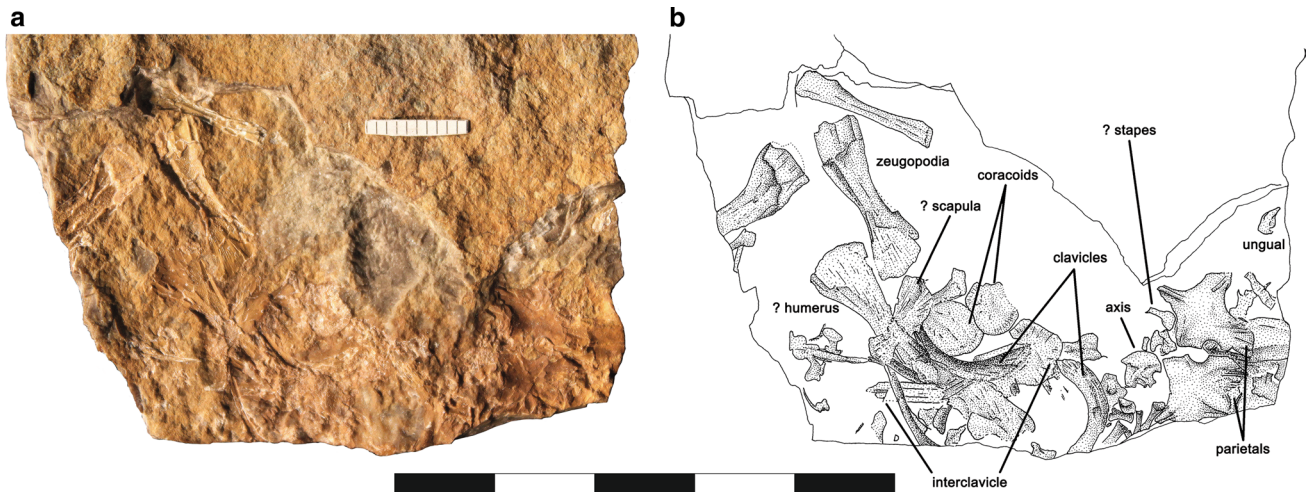 a
b
? stapes
zeugopodia
coracoids
? scapula
ungual
clavicles
? humerus
axis
parietals
interclavicle